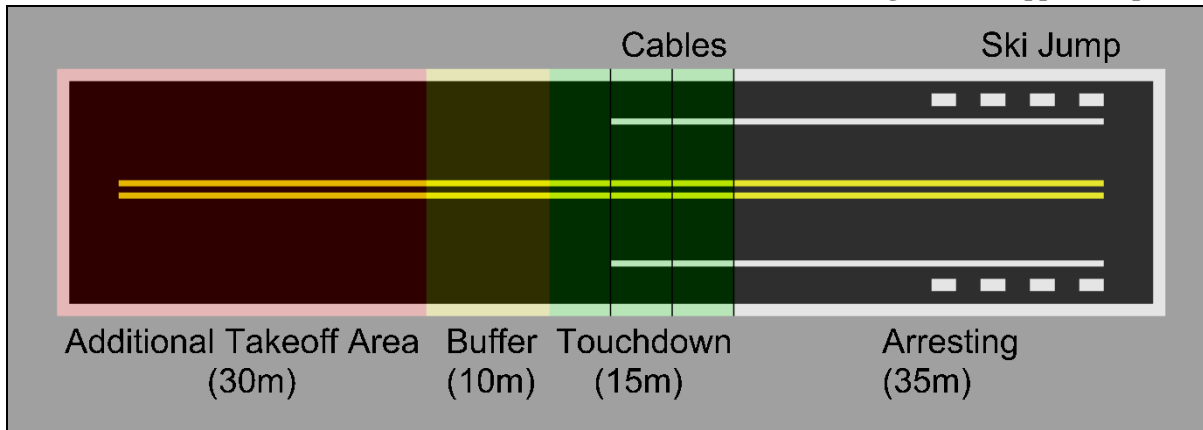 Cables
Ski Jump
Additional Takeoff Area
(30m)
Buffer
(10m)
Touchdown
(15m)
Arresting
(35m)